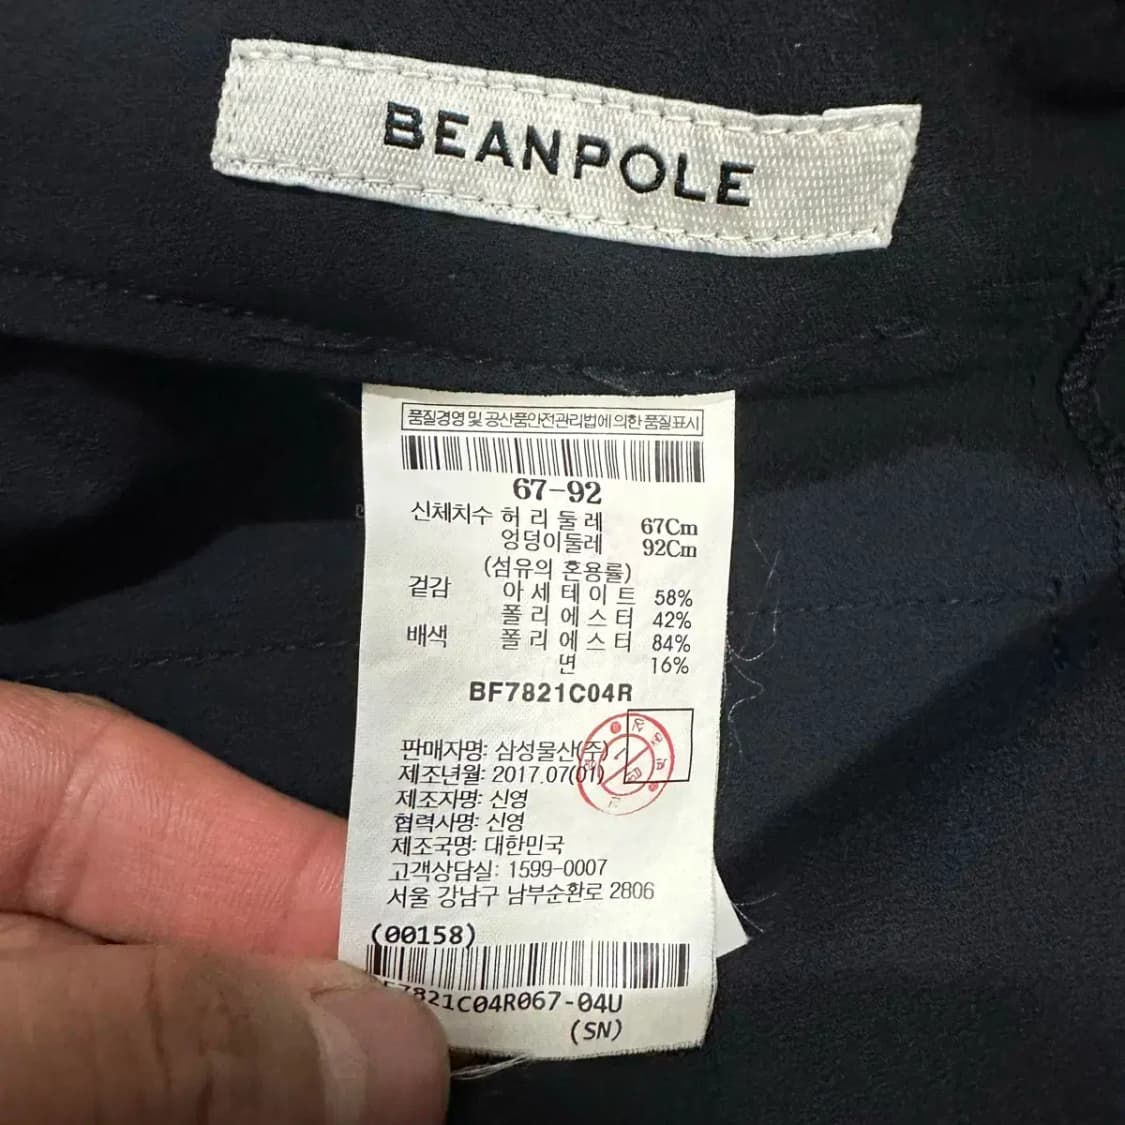 BEANPOLE
품질경영 및 공산품안전관리법에 의한 품질표시
67-92
신체치수 허 리 둘 레 67Cm
엉덩이둘레 92Cm
(섬유의 혼용률)
겉감 아 세 테 이 트 58%
폴 리 에 스 터 42%
배색 폴 리 에 스 터 84%
면 16%
BF7821C04R
판매자명: 삼성물산(주)
제조년월: 2017.07(01)
제조자명: 신영
협력사명: 신영
제조국명: 대한민국
고객상담실: 1599-0007
서울 강남구 남부순환로 2806
(00158)
F7821C04R067-04U
(SN)